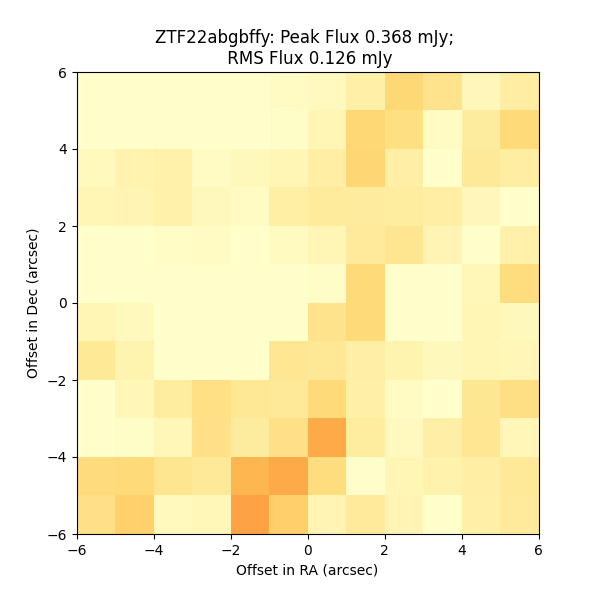 ZTF22abgbffy: Peak Flux 0.368 mJy;
RMS Flux 0.126 mJy
6
4
2
0
−2
−4
−6
Offset in Dec (arcsec)
−6 −4 −2 0 2 4 6
Offset in RA (arcsec)